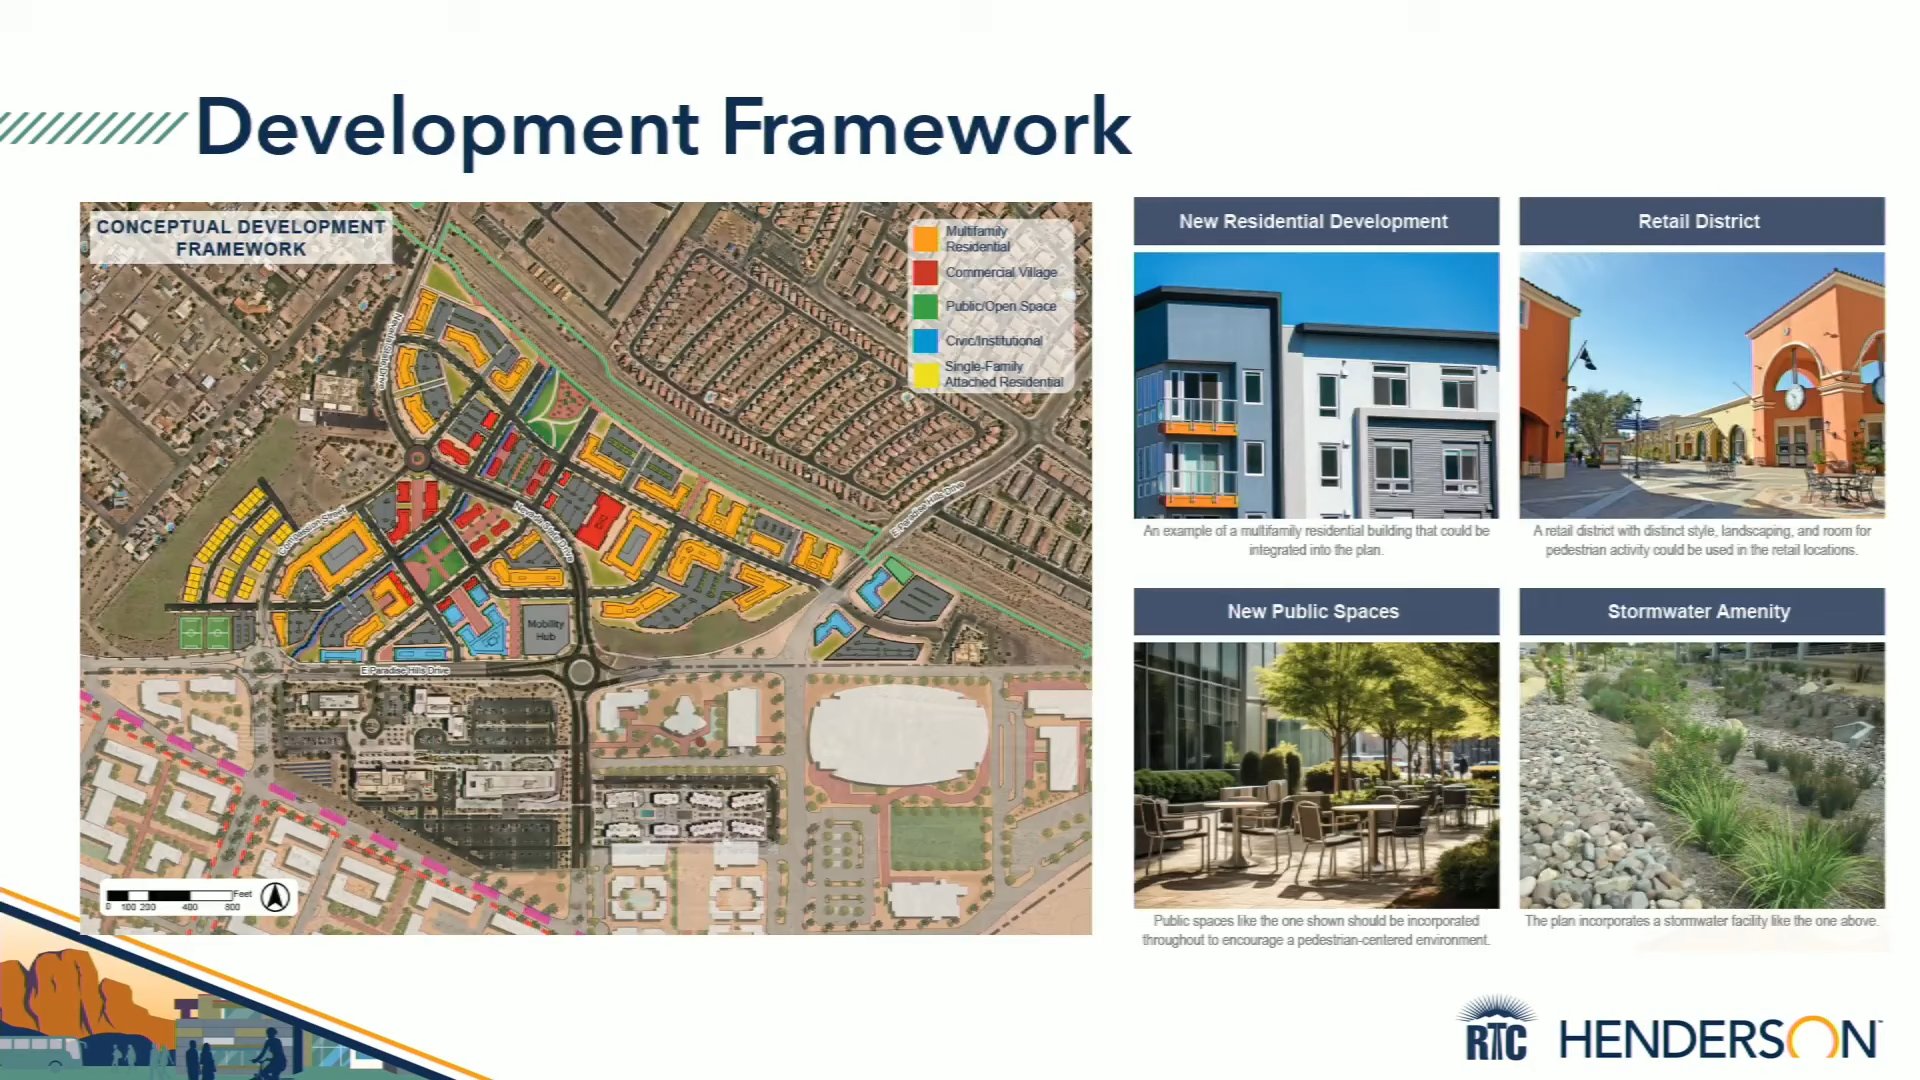 Development Framework
CONCEPTUAL DEVELOPMENT
FRAMEWORK
Multifamily
Residential
Commercial Village
Public/Open Space
Civic/Institutional
Single-Family
Attached Residential
E Paradise Hills Drive
Mobility
Hub
E Paradise Hills Drive
Feet
0 100 200 400 800
New Residential Development
An example of a multifamily residential building that could be
integrated into the plan.
Retail District
A retail district with distinct style, landscaping, and room for
pedestrian activity could be used in the retail locations.
New Public Spaces
Public spaces like the one shown should be incorporated
throughout to encourage a pedestrian-centered environment.
Stormwater Amenity
The plan incorporates a stormwater facility like the one above.
RTC
HENDERSON™